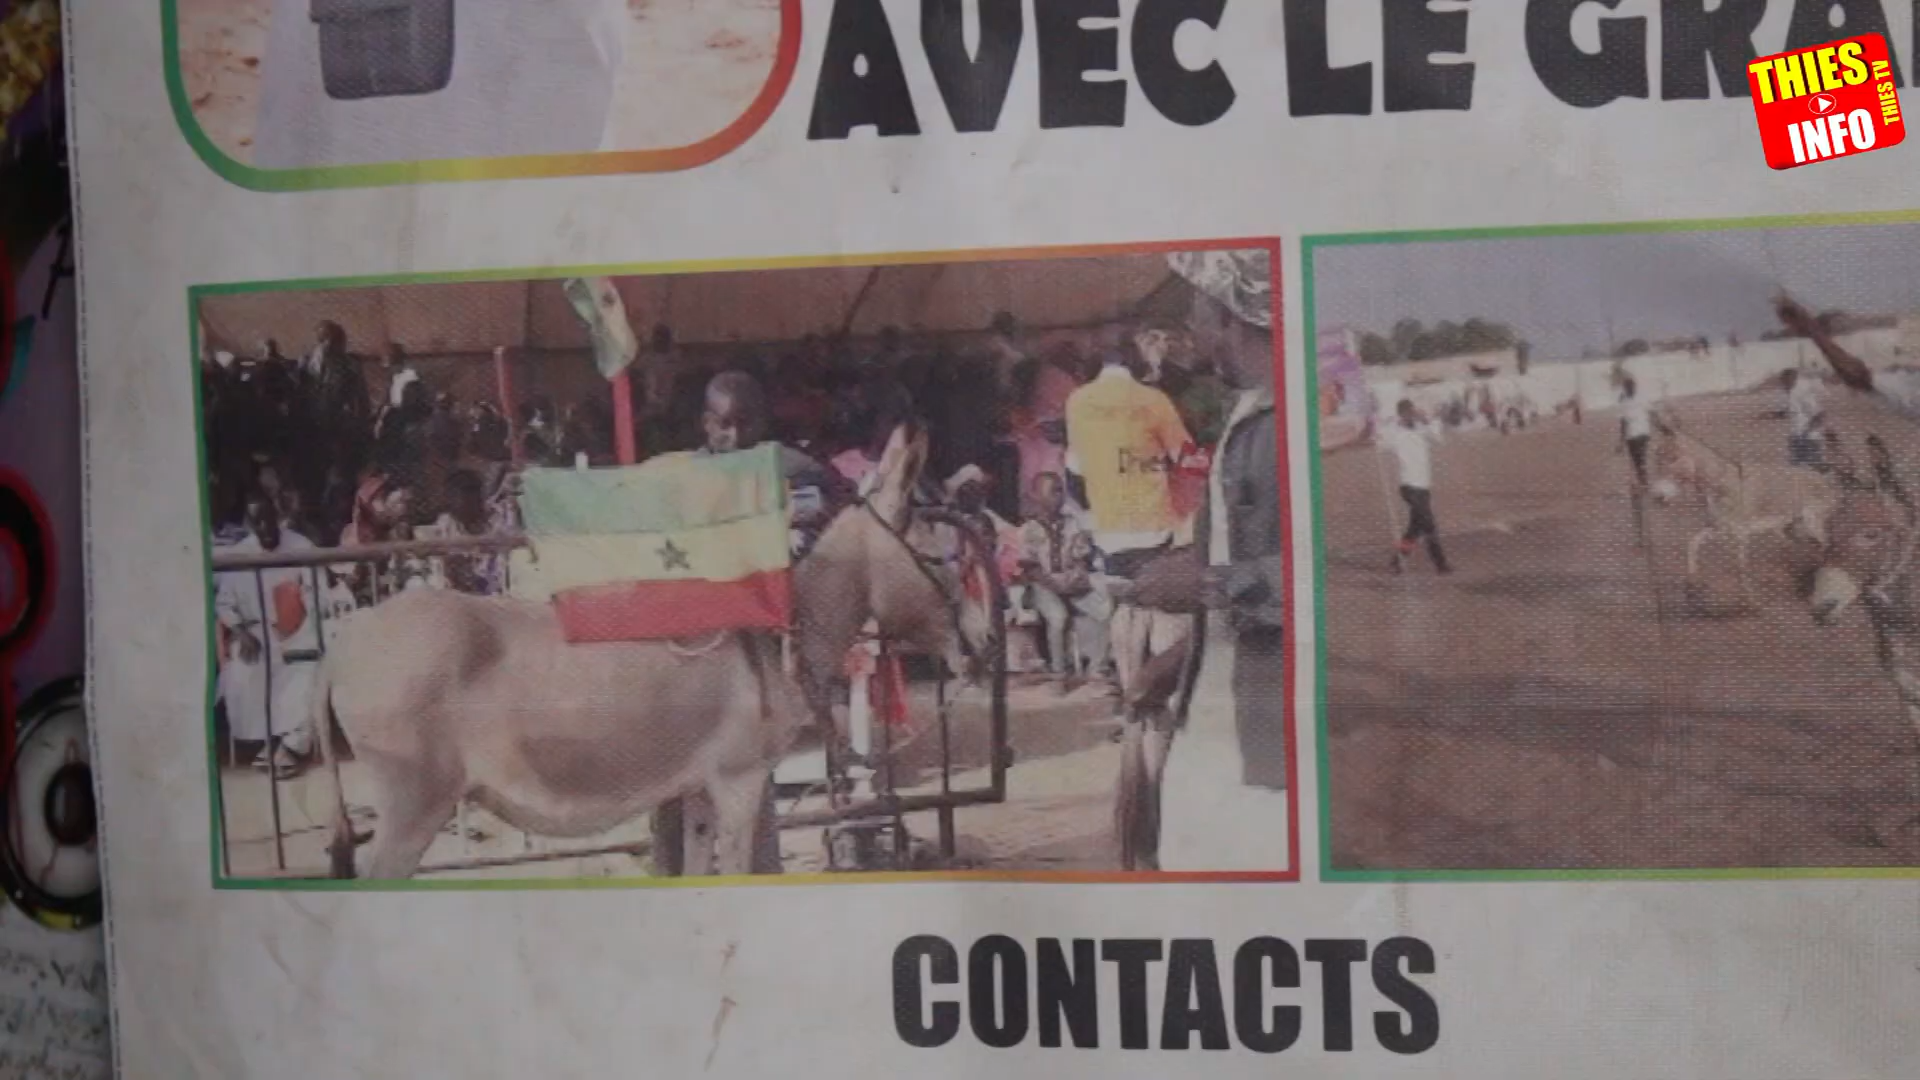 AVEC LE GRA
THIES
INFO
THIES TV
CONTACTS